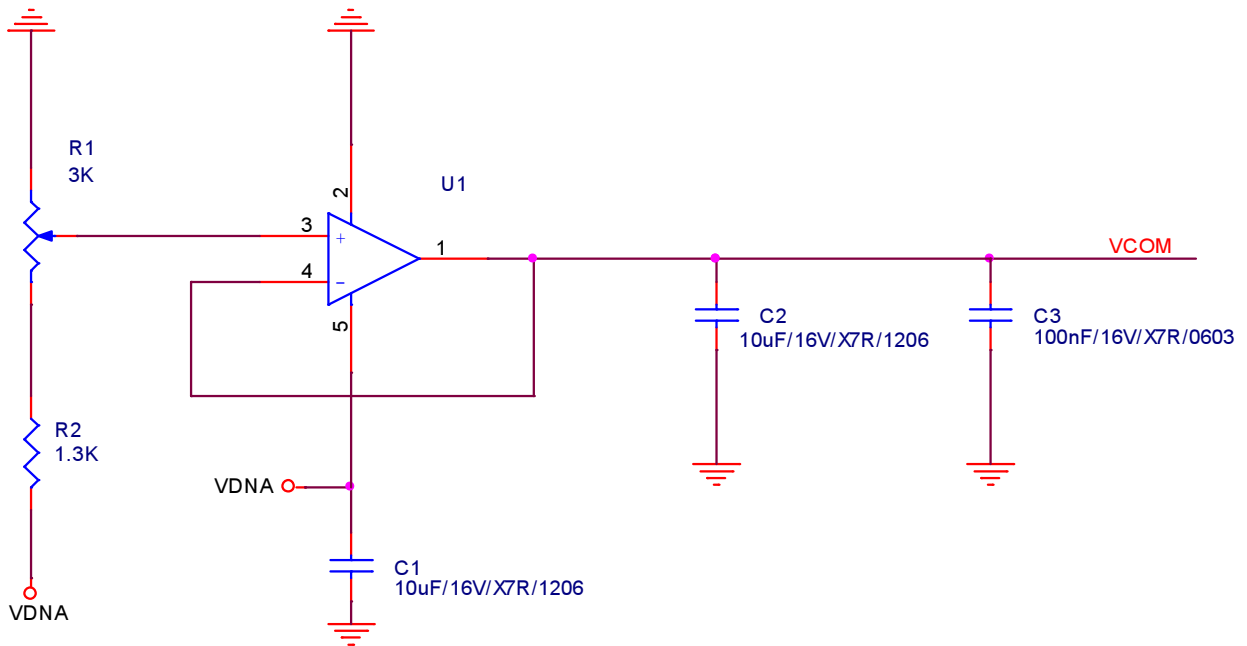 R1
3K
U1
2
3
+
1
VCOM
4
-
C2
10uF/16V/X7R/1206
C3
100nF/16V/X7R/0603
5
R2
1.3K
VDNA
C1
10uF/16V/X7R/1206
VDNA